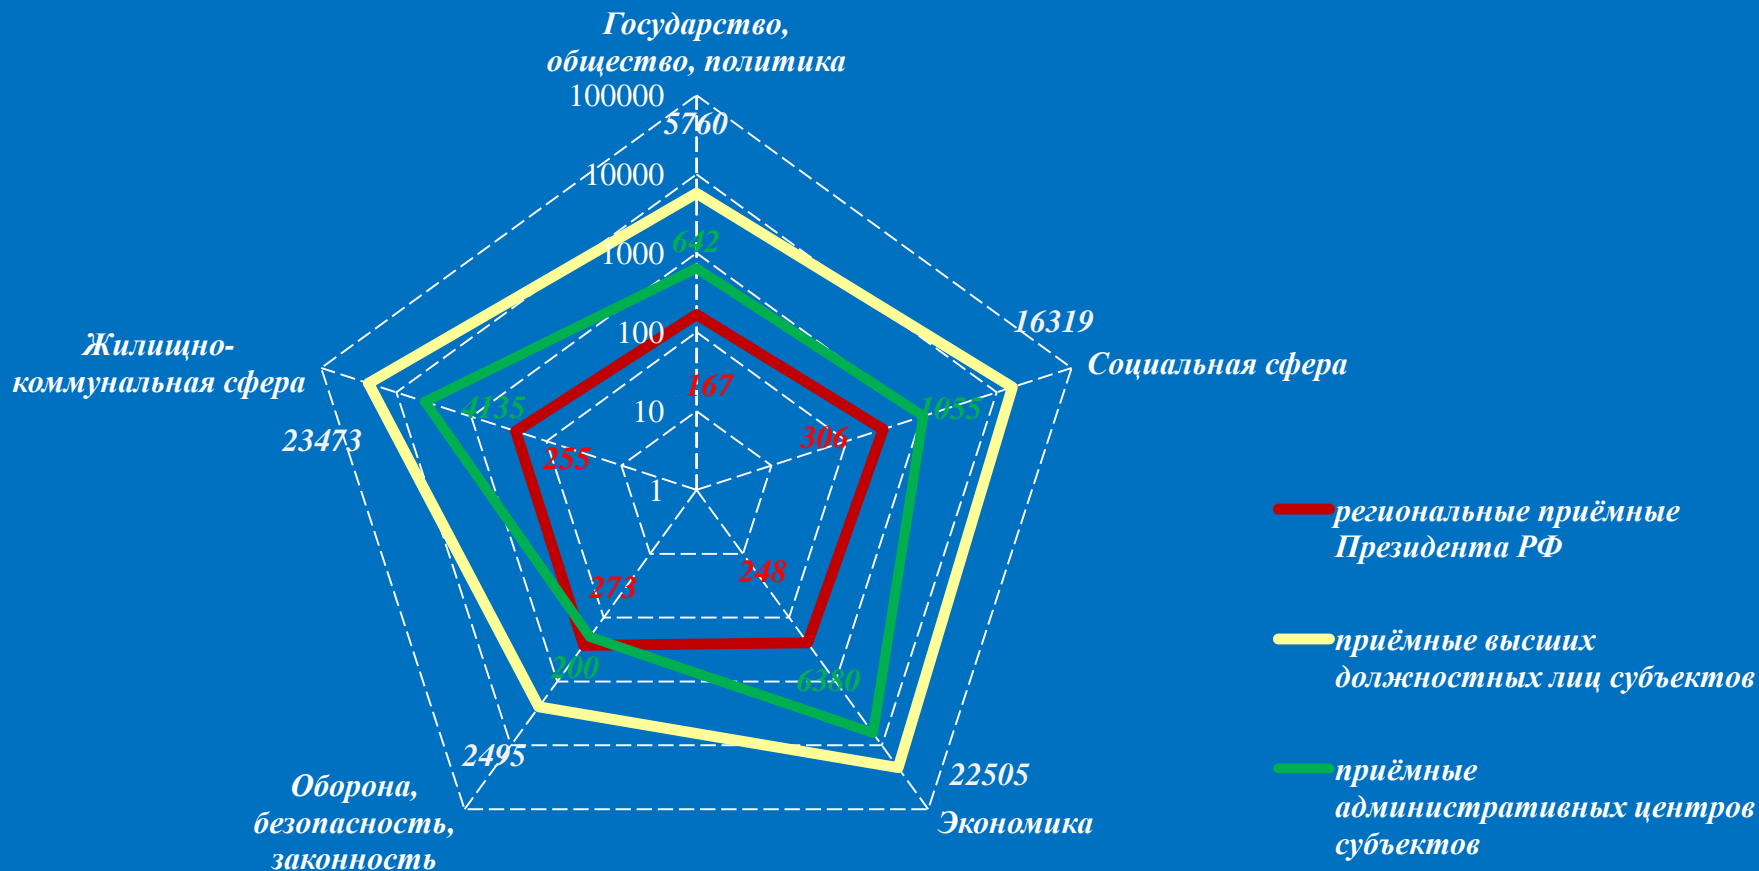 Государство,
общество, политика
100000
5760
10000
642
1000
16319
100
Жилищно-
коммунальная сфера
Социальная сфера
167
10
4135
1055
306
23473
255
1
региональные приёмные
Президента РФ
248
273
приёмные высших
должностных лиц субъектов
200
6380
2495
22505
приёмные
административных центров
субъектов
Оборона,
безопасность,
законность
Экономика